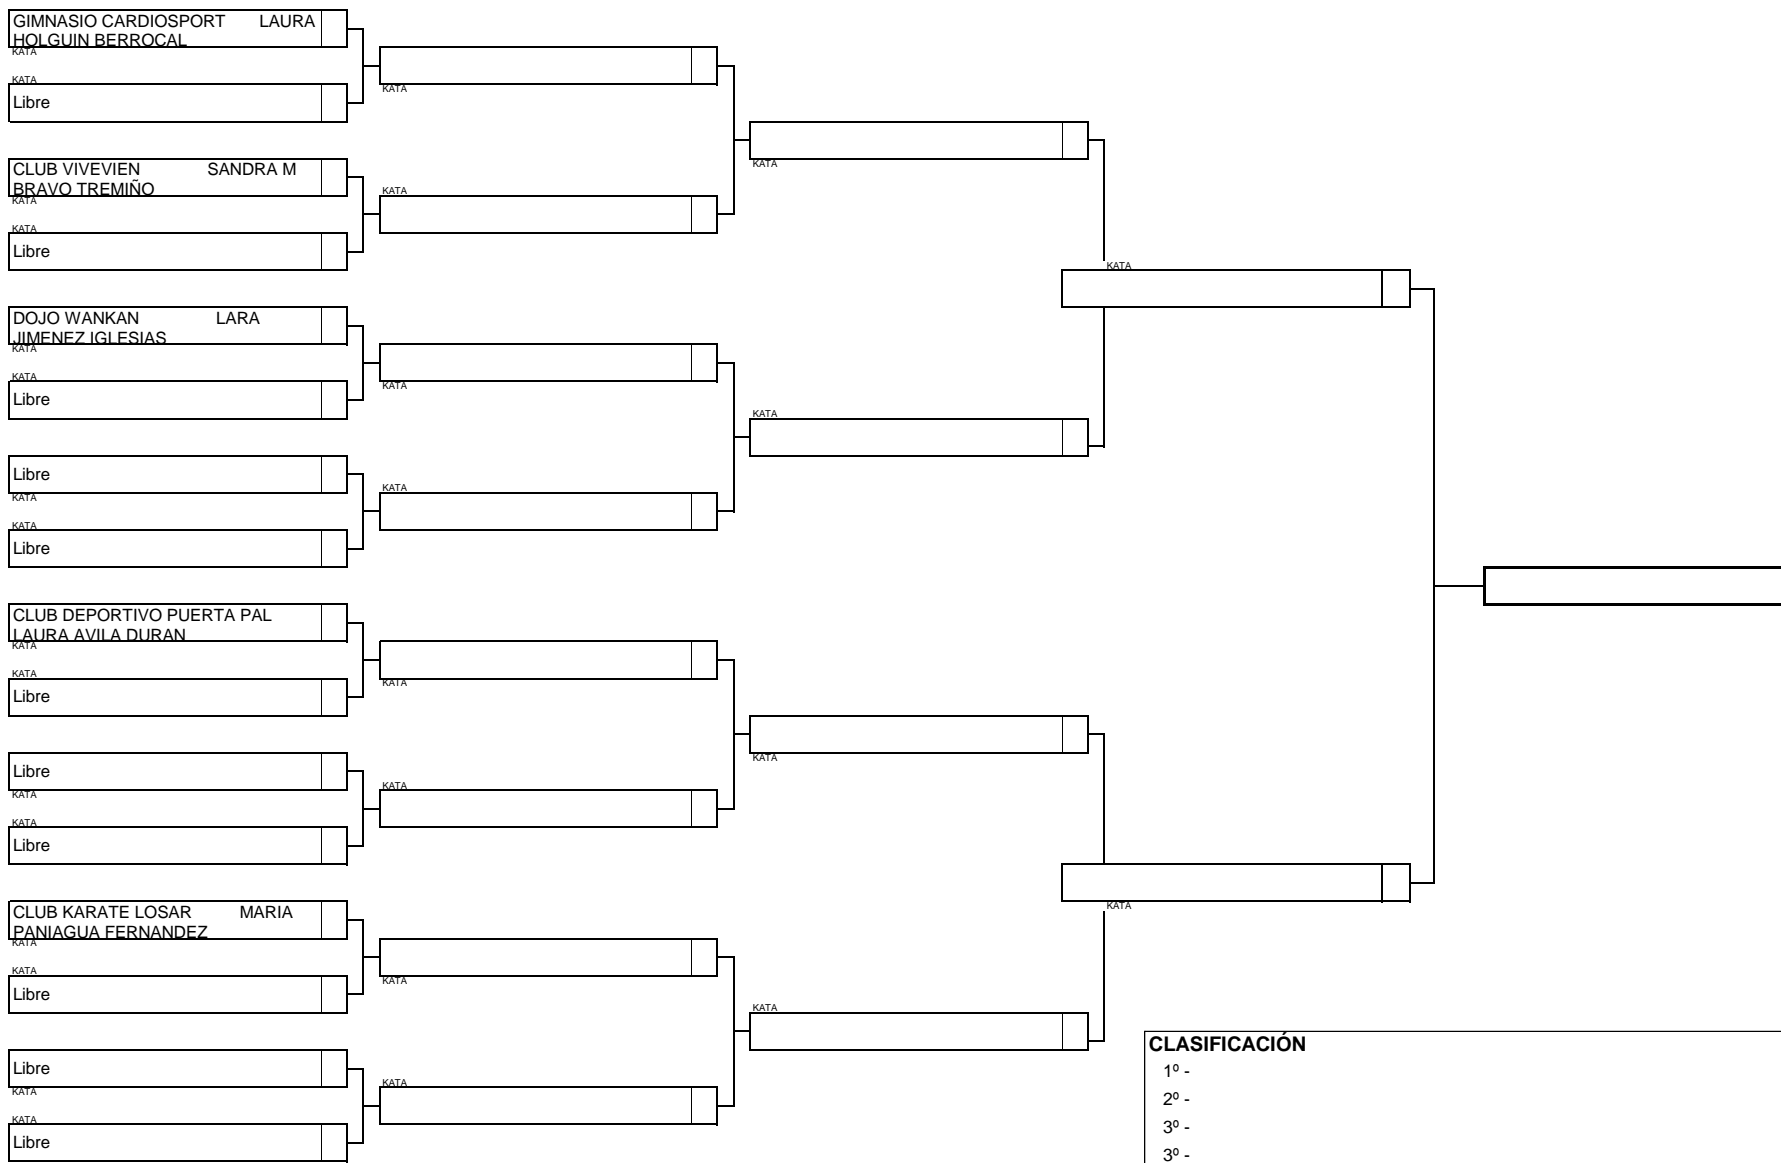 GIMNASIO CARDIOSPORT LAURA
HOLGUIN BERROCAL
KATA
KATA
Libre
CLUB VIVEVIEN SANDRA M
BRAVO TREMIÑO
KATA
KATA
Libre
DOJO WANKAN LARA
JIMENEZ IGLESIAS
KATA
KATA
Libre
Libre
KATA
KATA
Libre
CLUB DEPORTIVO PUERTA PAL
LAURA AVILA DURAN
KATA
KATA
Libre
Libre
KATA
KATA
Libre
CLUB KARATE LOSAR MARIA
PANIAGUA FERNANDEZ
KATA
KATA
Libre
Libre
KATA
KATA
Libre
KATA
KATA
KATA
KATA
KATA
KATA
KATA
KATA
KATA
KATA
KATA
KATA
KATA
KATA
CLASIFICACIÓN
1º -
2º -
3º -
3º -